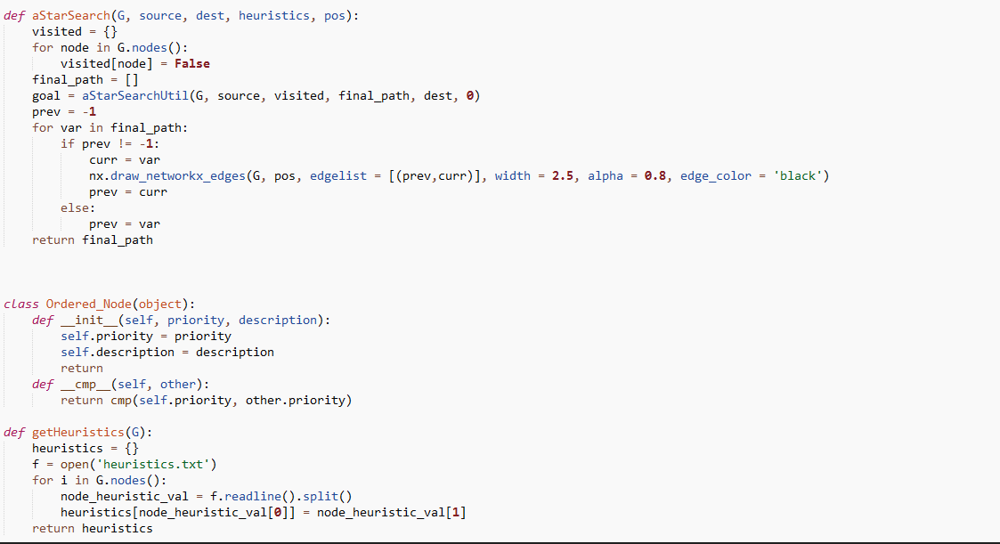 def aStarSearch(G, source, dest, heuristics, pos):
    visited = {}
    for node in G.nodes():
        visited[node] = False
    final_path = []
    goal = aStarSearchUtil(G, source, visited, final_path, dest, 0)
    prev = -1
    for var in final_path:
        if prev != -1:
            curr = var
            nx.draw_networkx_edges(G, pos, edgelist = [(prev,curr)], width = 2.5, alpha = 0.8, edge_color = 'black')
            prev = curr
        else:
            prev = var
    return final_path
class Ordered_Node(object):
    def __init__(self, priority, description):
        self.priority = priority
        self.description = description
        return
    def __cmp__(self, other):
        return cmp(self.priority, other.priority)
def getHeuristics(G):
    heuristics = {}
    f = open('heuristics.txt')
    for i in G.nodes():
        node_heuristic_val = f.readline().split()
        heuristics[node_heuristic_val[0]] = node_heuristic_val[1]
    return heuristics